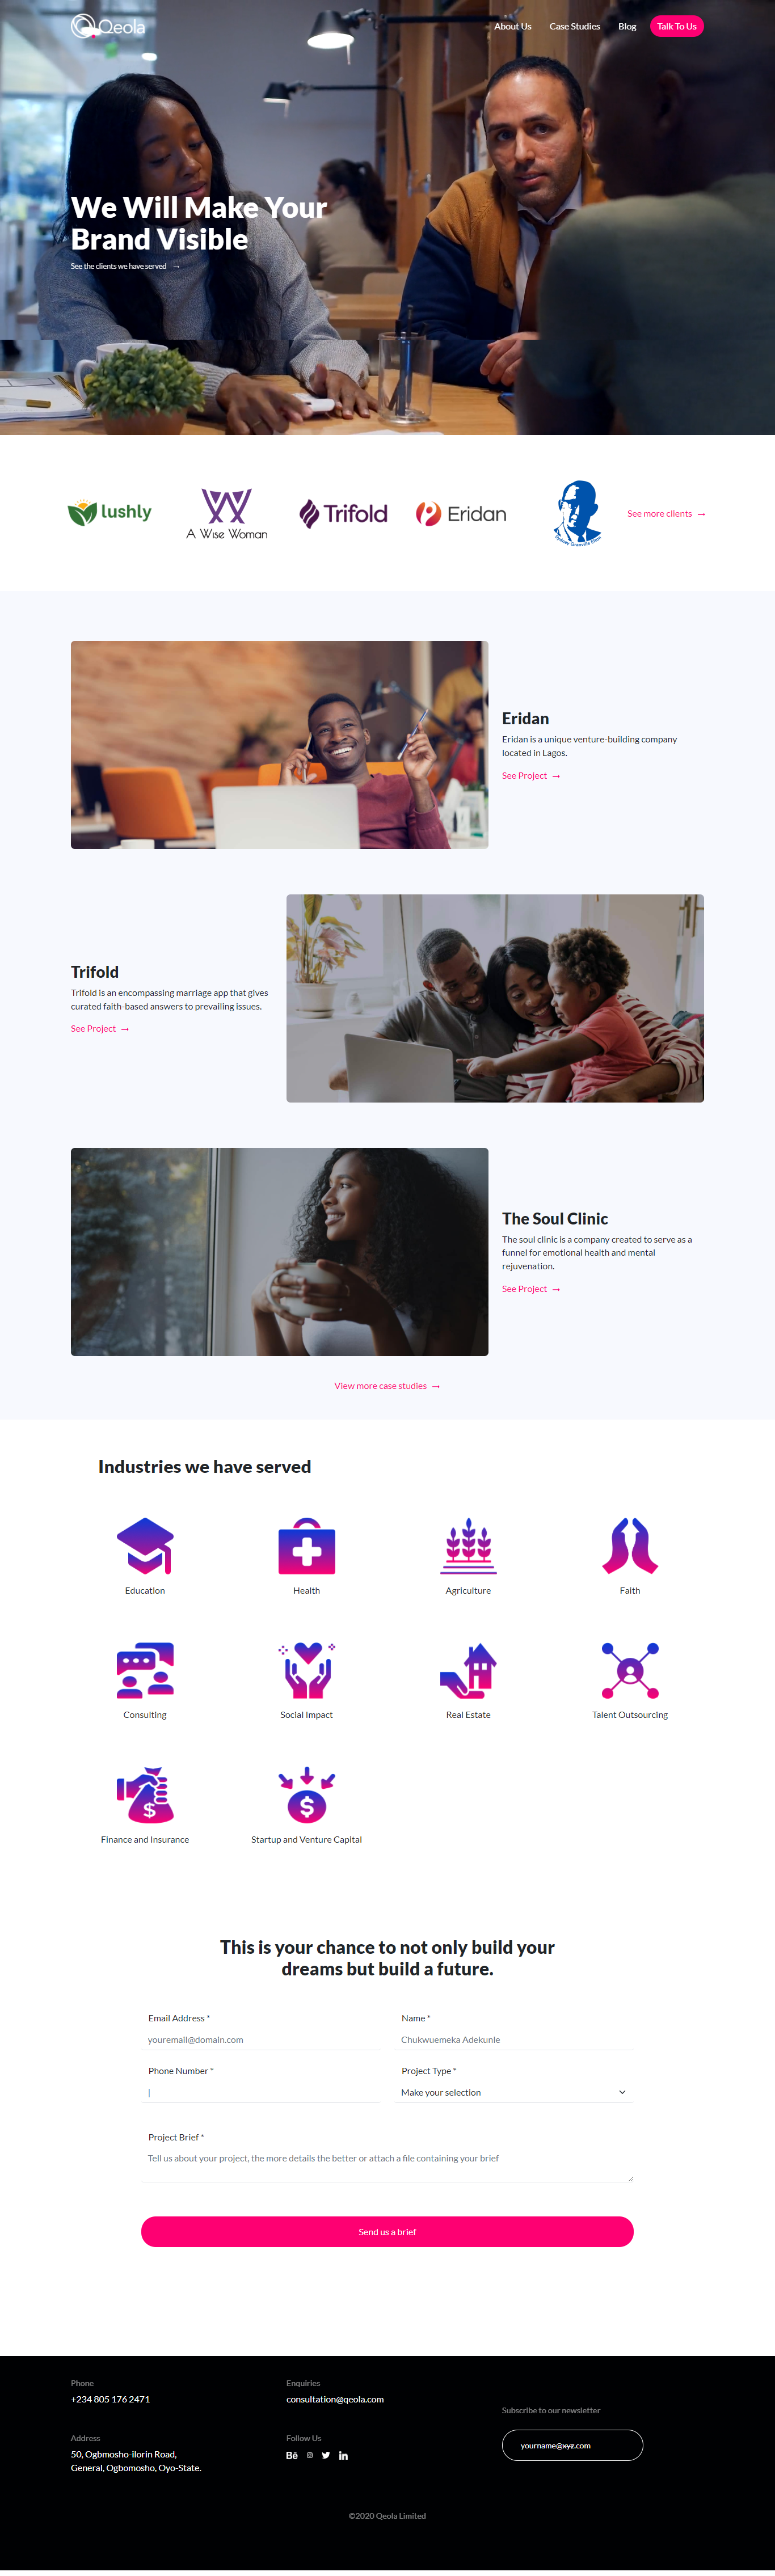 Qeola
About Us
Case Studies
Blog
Talk To Us
We Will Make Your
Brand Visible
See the clients we have served →
lushly
A Wise Woman
Trifold
Eridan
Sydney Granville Elton
See more clients →
Eridan
Eridan is a unique venture-building company
located in Lagos.
See Project →
Trifold
Trifold is an encompassing marriage app that gives
curated faith-based answers to prevailing issues.
See Project →
The Soul Clinic
The soul clinic is a company created to serve as a
funnel for emotional health and mental
rejuvenation.
See Project →
View more case studies →
Industries we have served
Education
Health
Agriculture
Faith
Consulting
Social Impact
Real Estate
Talent Outsourcing
Finance and Insurance
Startup and Venture Capital
This is your chance to not only build your
dreams but build a future.
Email Address *
Name *
youremail@domain.com
Chukwuemeka Adekunle
Phone Number *
Project Type *
Make your selection
Project Brief *
Tell us about your project, the more details the better or attach a file containing your brief
Send us a brief
Phone
+234 805 176 2471
Enquiries
consultation@qeola.com
Subscribe to our newsletter
yourname@xyz.com
Address
50, Ogbmosho-ilorin Road,
General, Ogbomosho, Oyo-State.
Follow Us
Bē
in
©2020 Qeola Limited